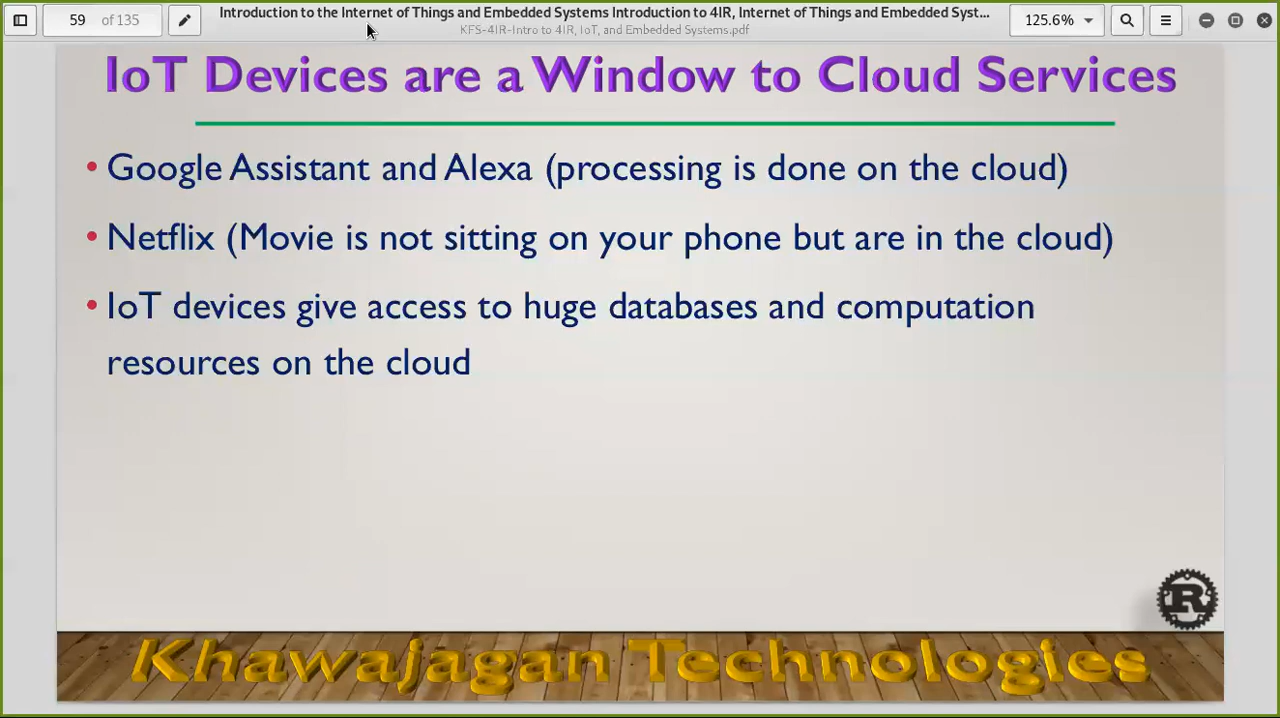 59 of 135
Introduction to the Internet of Things and Embedded Systems Introduction to 4IR, Internet of Things and Embedded Syst...
KFS-4IR-Intro to 4IR, IoT, and Embedded Systems.pdf
125.6%
IoT Devices are a Window to Cloud Services
• Google Assistant and Alexa (processing is done on the cloud)
• Netflix (Movie is not sitting on your phone but are in the cloud)
• IoT devices give access to huge databases and computation
resources on the cloud
R
Khawajagan Technologies